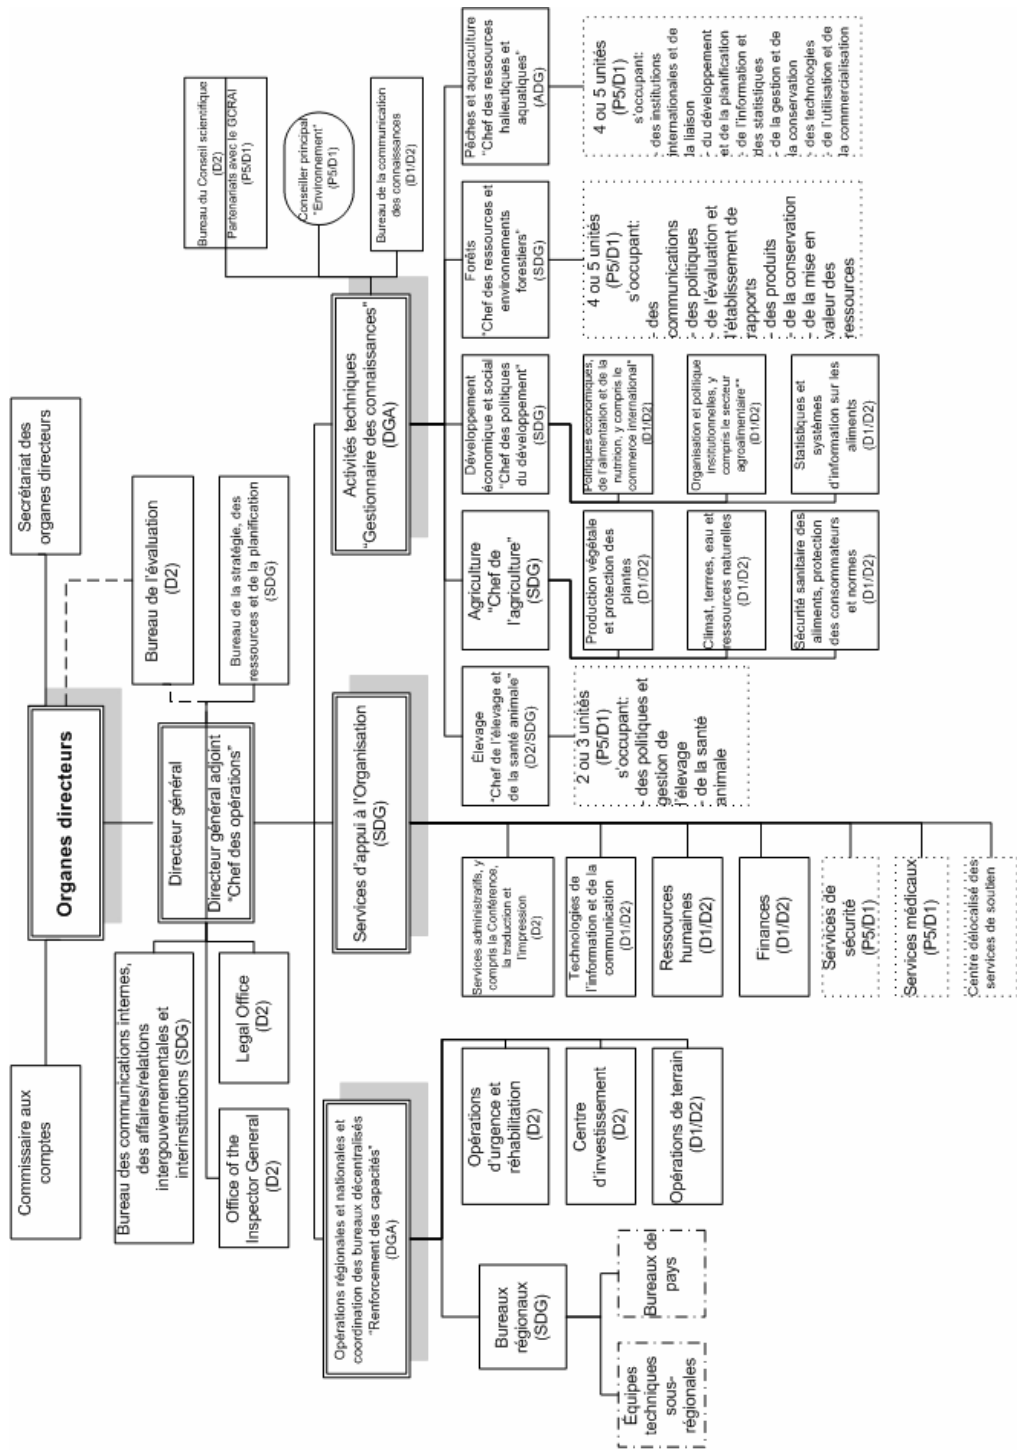 Commissaire aux
comptes
Organes directeurs
Secrétariat des
organes directeurs
Bureau des communications internes,
des affaires/relations
intergouvernementales et
interinstitutions (SDG)
Office of the
Inspector General
(D2)
Legal Office
(D2)
Directeur général
Directeur général adjoint
"Chef des opérations"
Bureau de l'évaluation
(D2)
Bureau de la stratégie, des
ressources et de la planification
(SDG)
Opérations régionales et nationales et
coordination des bureaux décentralisés
"Renforcement des capacités"
(DGA)
Services d'appui à l'Organisation
(SDG)
Activités techniques
"Gestionnaire des connaissances"
(DGA)
Bureau du Conseil scientifique
(D2)
Partenariats avec le GCRAI
(P5/D1)
Conseiller principal
"Environnement"
(P5/D1)
Bureau de la communication
des connaissances
(D1/D2)
Bureaux
régionaux
(SDG)
Équipes
techniques
sous-
régionales
Bureaux de
pays
Opérations
d'urgence et
réhabilitation
(D2)
Centre
d'investissement
(D2)
Opérations de terrain
(D1/D2)
Services administratifs, y
compris la Conférence,
la traduction et
l'impression
(D2)
Technologies de
l'information et de la
communication
(D1/D2)
Ressources
humaines
(D1/D2)
Finances
(D1/D2)
Services de
sécurité
(P5/D1)
Services médicaux
(P5/D1)
Centre délocalisé des
services de soutien
Élevage
"Chef de l'élevage et
de la santé animale"
(D2/SDG)
2 ou 3 unités
(P5/D1)
s'occupant:
- des politiques et
gestion de
l'élevage
- de la santé
animale
Agriculture
"Chef de
l'agriculture"
(SDG)
Production végétale
et protection des
plantes
(D1/D2)
Climat, terrres, eau et
ressources naturelles
(D1/D2)
Sécurité sanitaire des
aliments, protection
des consommateurs
et normes
(D1/D2)
Développement
économique et social
"Chef des politiques
du développement"
(SDG)
Politiques économiques,
de l'alimentation et de la
nutrition, y compris le
commerce international"
(D1/D2)
Organisation et politique
institutionnelles, y
compris le secteur
agroalimentaire**
(D1/D2)
Statistiques et
systèmes
d'information sur les
aliments
(D1/D2)
Forêts
"Chef des ressources et
environnements
forestiers"
(SDG)
4 ou 5 unités
(P5/D1)
s'occupant:
- des
communications
- des politiques
- de l'évaluation et
d'établissement de
rapports
- des produits
- de la conservation
- de la mise en
valeur des
ressources
Pêches et aquaculture
"Chef des ressources
halieutiques et
aquatiques"
(ADG)
4 ou 5 unités
(P5/D1)
s'occupant:
- des institutions
internationales et de
la liaison
- du développement
et de la planification
- de l'information et
des statistiques
- de la gestion et de
la conservation
- des technologies
- de l'utilisation et de
la commercialisation